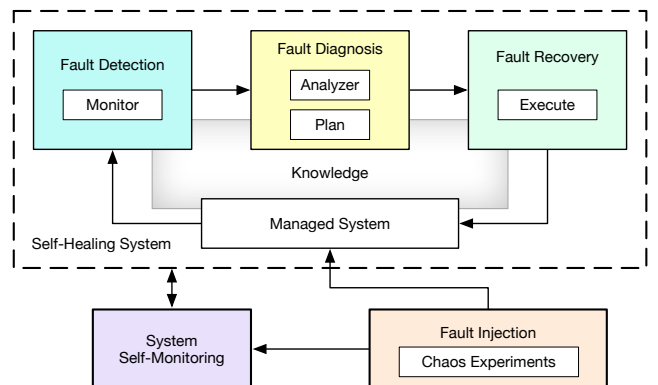 Fault Detection
Monitor
Fault Diagnosis
Analyzer
Plan
Fault Recovery
Execute
Knowledge
Managed System
Self-Healing System
System
Self-Monitoring
Fault Injection
Chaos Experiments